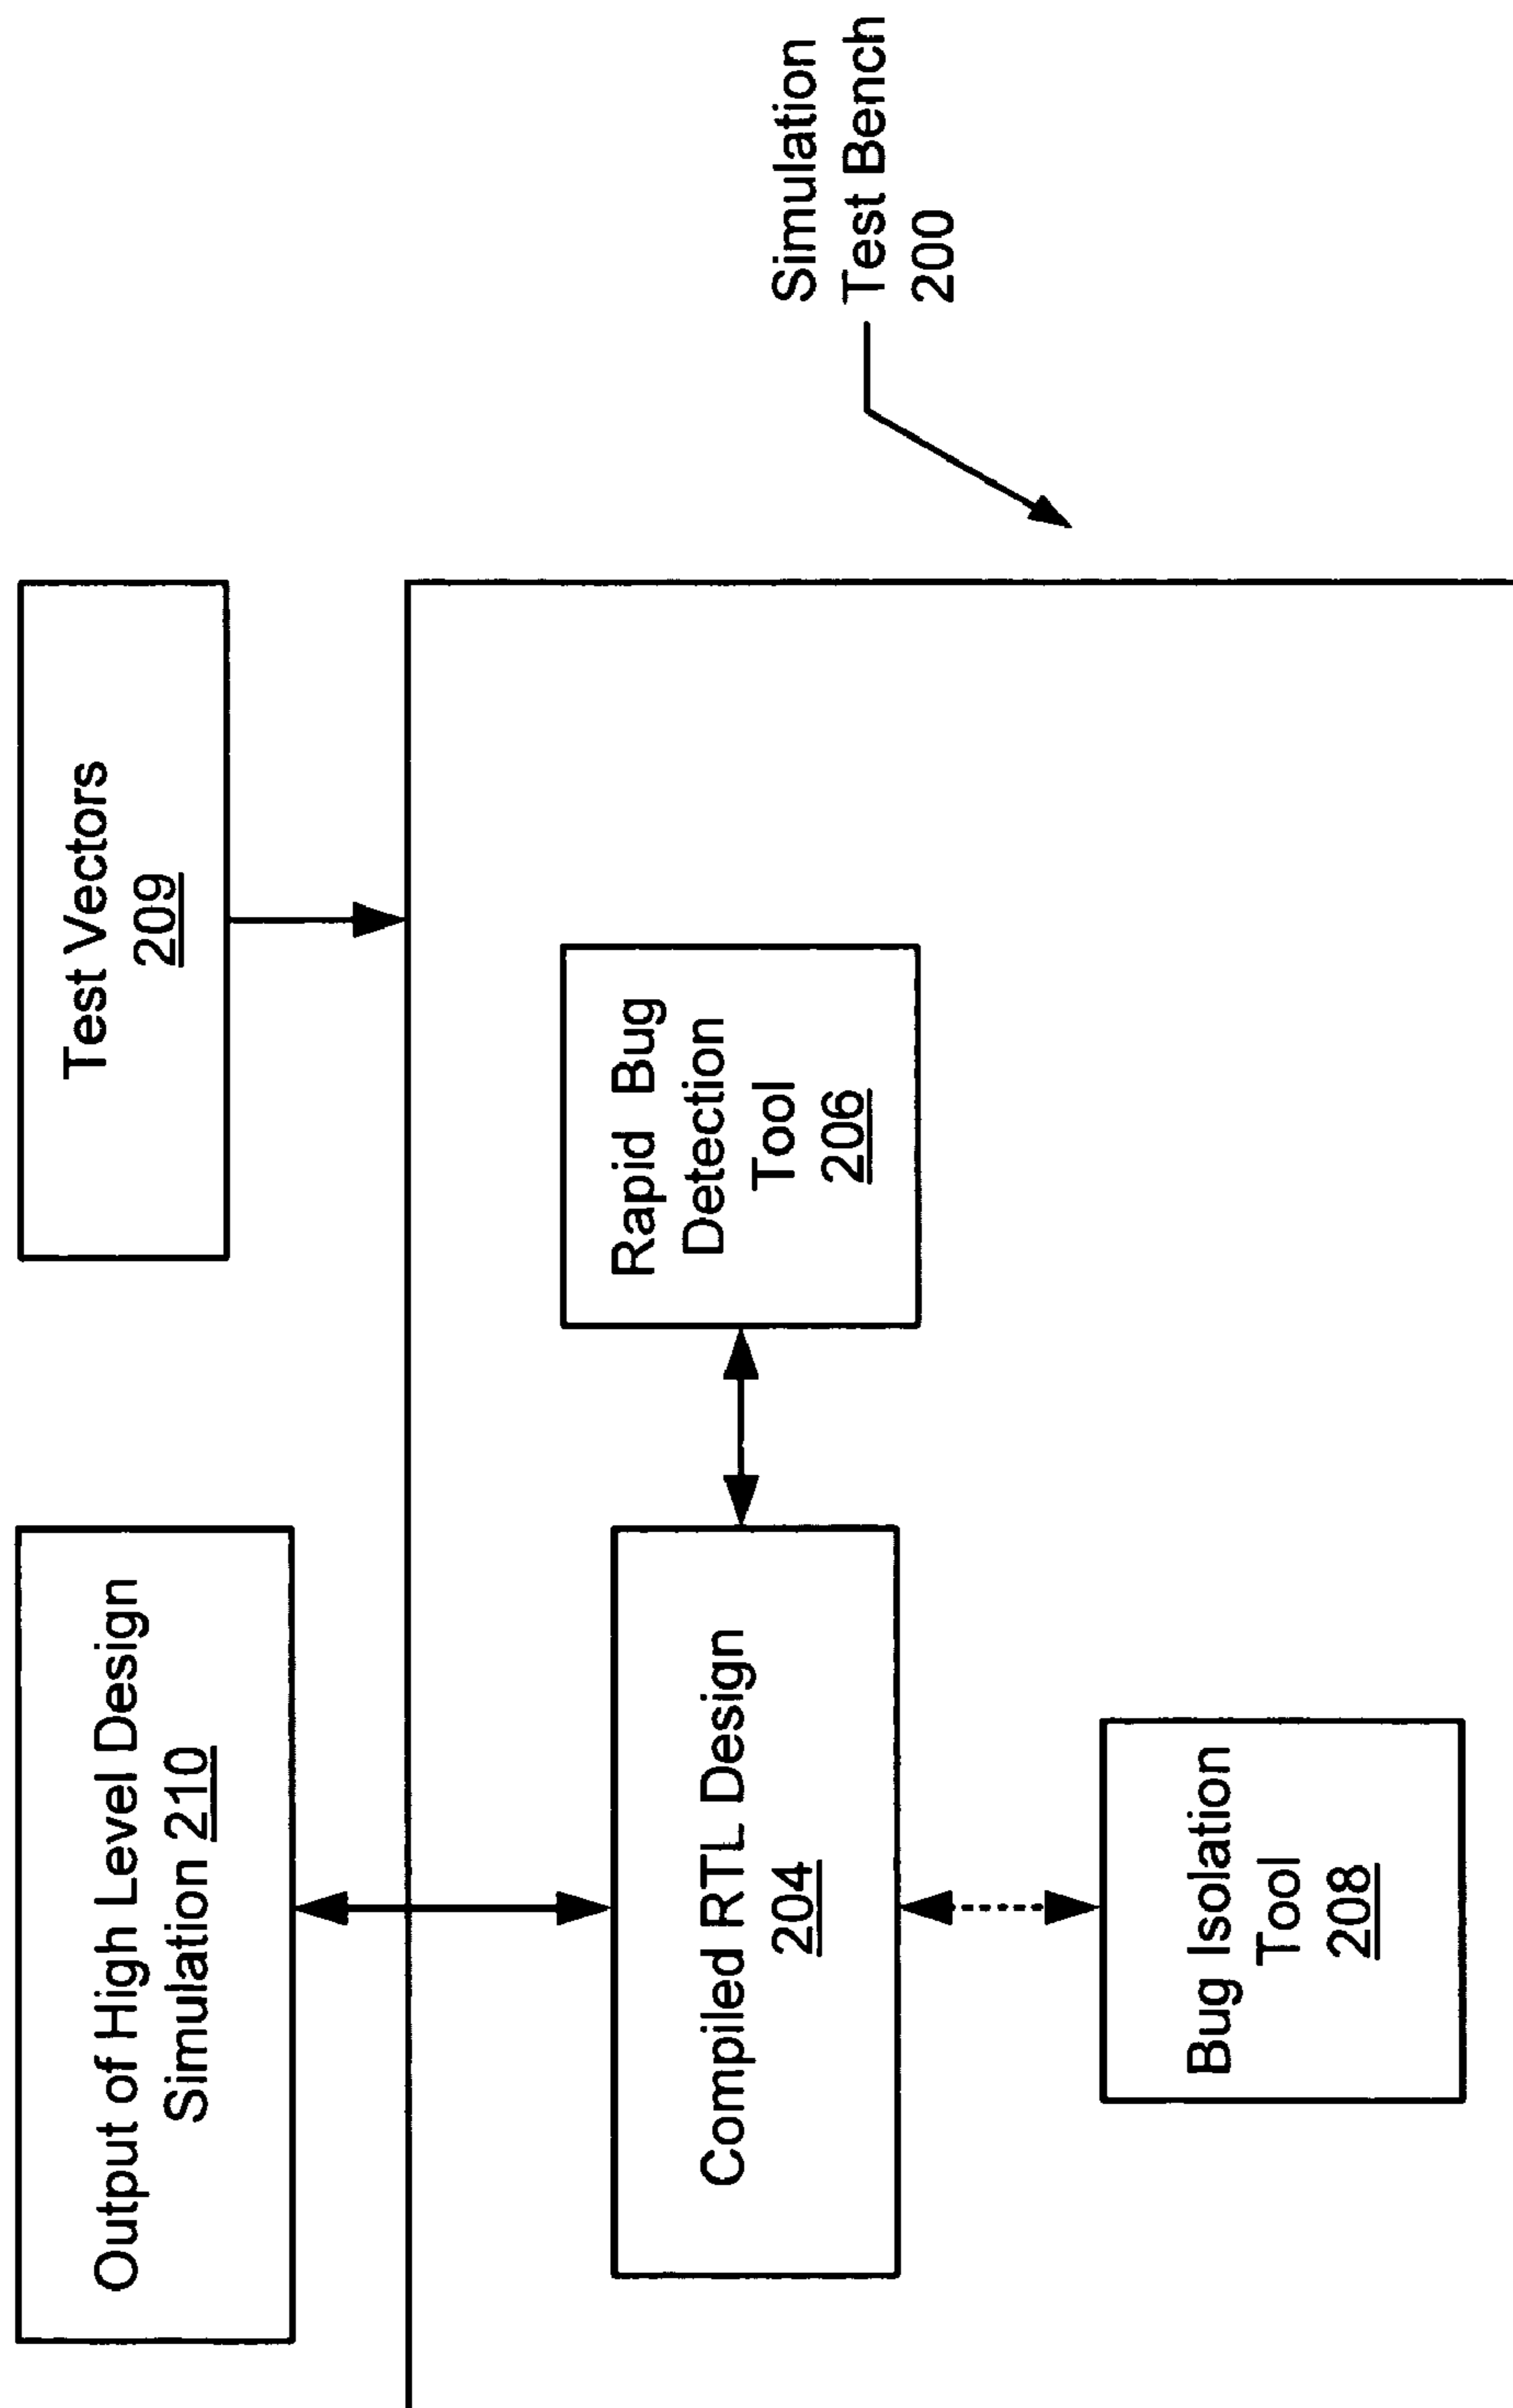 Output of High Level Design
Simulation 210
Test Vectors
209
Compiled RTL Design
204
Rapid Bug
Detection
Tool
206
Bug Isolation
Tool
208
Simulation
Test Bench
200